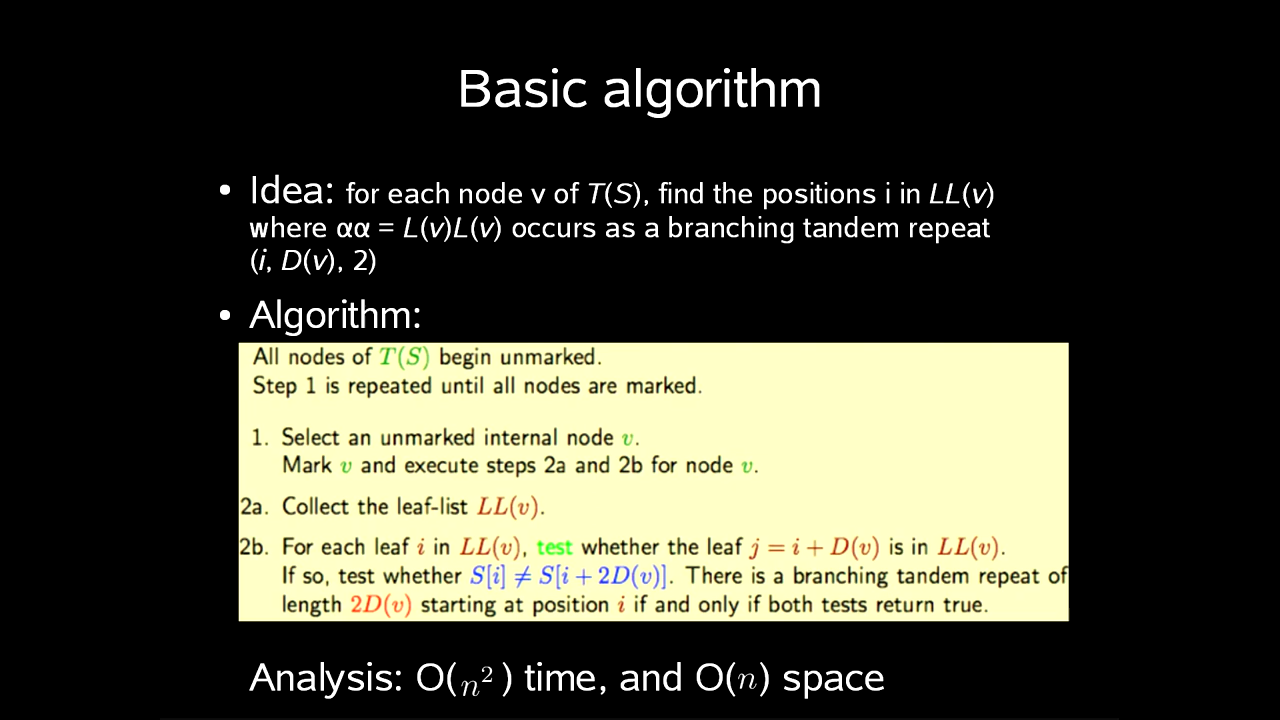 Basic algorithm
• Idea: for each node v of T(S), find the positions i in LL(v)
where αα = L(v)L(v) occurs as a branching tandem repeat
(i, D(v), 2)
• Algorithm:
All nodes of T(S) begin unmarked.
Step 1 is repeated until all nodes are marked.
1. Select an unmarked internal node v.
Mark v and execute steps 2a and 2b for node v.
2a. Collect the leaf-list LL(v).
2b. For each leaf i in LL(v), test whether the leaf j = i + D(v) is in LL(v).
If so, test whether S[i] ≠ S[i + 2D(v)]. There is a branching tandem repeat of
length 2D(v) starting at position i if and only if both tests return true.
Analysis: O(n²) time, and O(n) space